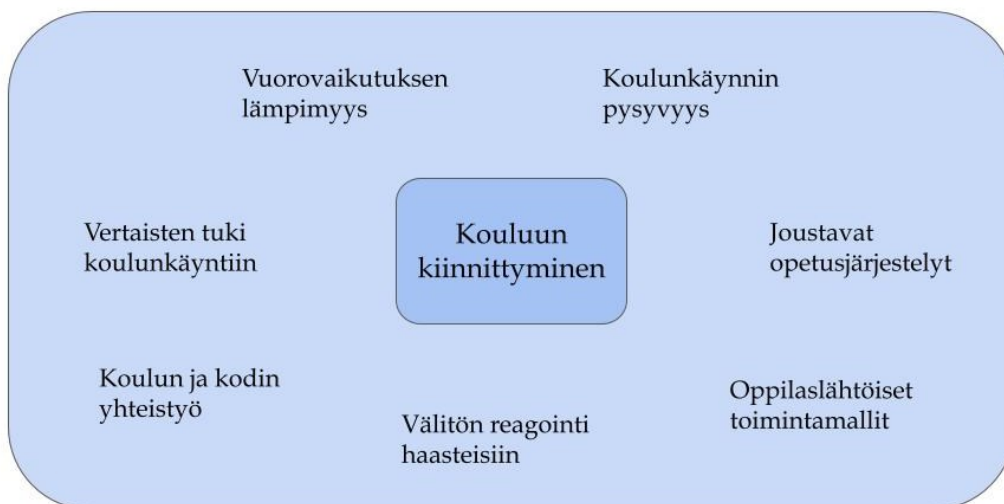 Vuorovaikutuksen
lämpimyys
Koulunkäynnin
pysyvyys
Vertaisten tuki
koulunkäyntiin
Kouluun
kiinnittyminen
Joustavat
opetusjärjestelyt
Koulun ja kodin
yhteistyö
Välitön reagointi
haasteisiin
Oppilaslähtöiset
toimintamallit